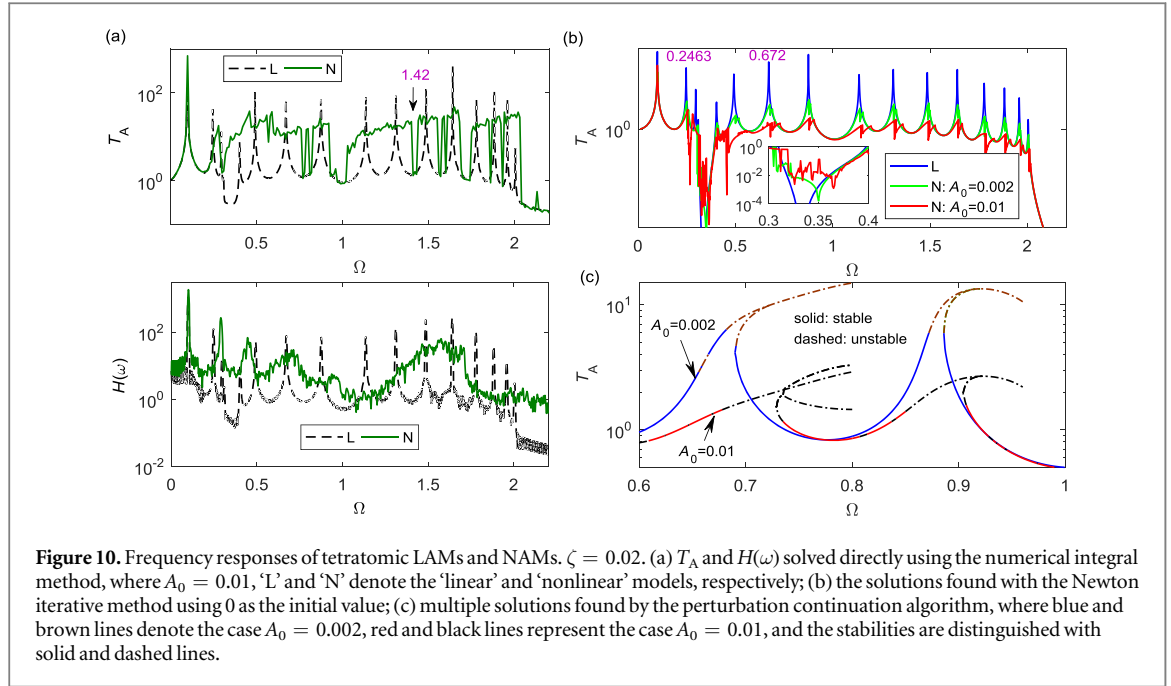 (a)
L
N
1.42
T_A
10^2
10^0
0.5
1
1.5
2
Ω
H(ω)
10^2
10^0
10^-2
L
N
0
0.5
1
1.5
2
Ω
(b)
0.2463
0.672
T_A
10^0
10^0
10^-2
10^-4
0.3
0.35
0.4
L
N: A_0=0.002
N: A_0=0.01
0
0.5
1
1.5
2
Ω
(c)
10^1
10^0
T_A
A_0=0.002
solid: stable
dashed: unstable
A_0=0.01
0.6
0.7
0.8
0.9
1
Ω
Figure 10. Frequency responses of tetratomic LAMs and NAMs. ζ = 0.02. (a) T_A and H(ω) solved directly using the numerical integral
method, where A_0 = 0.01, ‘L’ and ‘N’ denote the ‘linear’ and ‘nonlinear’ models, respectively; (b) the solutions found with the Newton
iterative method using 0 as the initial value; (c) multiple solutions found by the perturbation continuation algorithm, where blue and
brown lines denote the case A_0 = 0.002, red and black lines represent the case A_0 = 0.01, and the stabilities are distinguished with
solid and dashed lines.